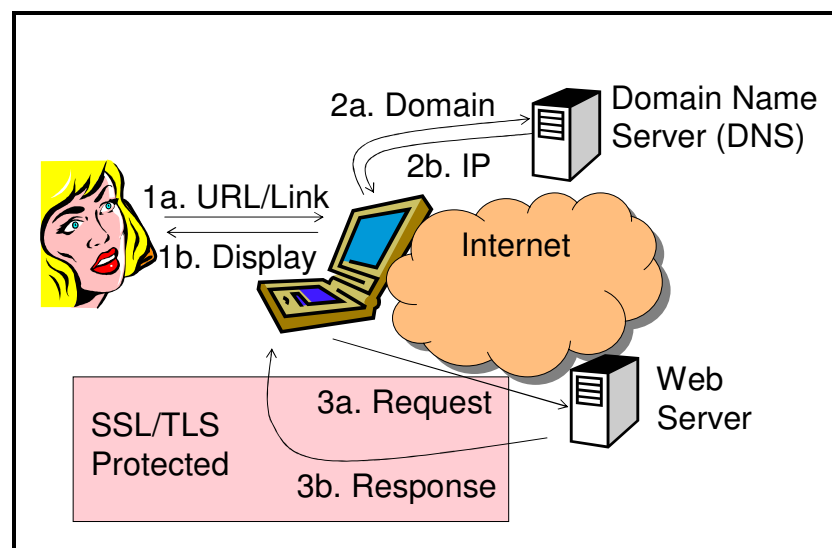 2a. Domain
Domain Name
Server (DNS)
2b. IP
1a. URL/Link
1b. Display
Internet
Web
Server
3a. Request
SSL/TLS
Protected
3b. Response